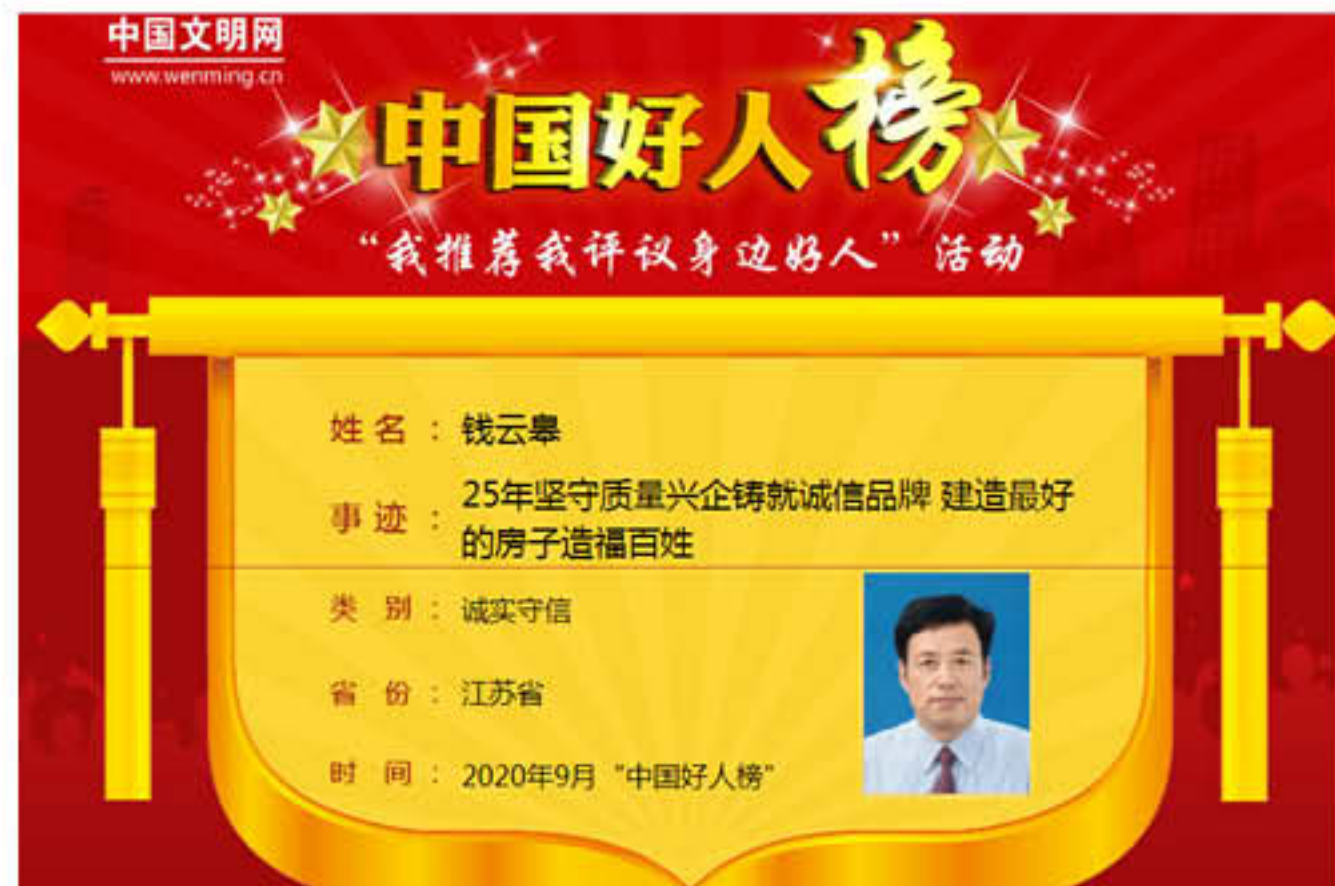 中国文明网
www.wenming.cn
中国好人榜
“我推荐我评议身边好人”活动
姓名：钱云皋
事迹：25年坚守质量兴企铸就诚信品牌 建造最好
的房子造福百姓
类别：诚实守信
省份：江苏省
时间：2020年9月“中国好人榜”